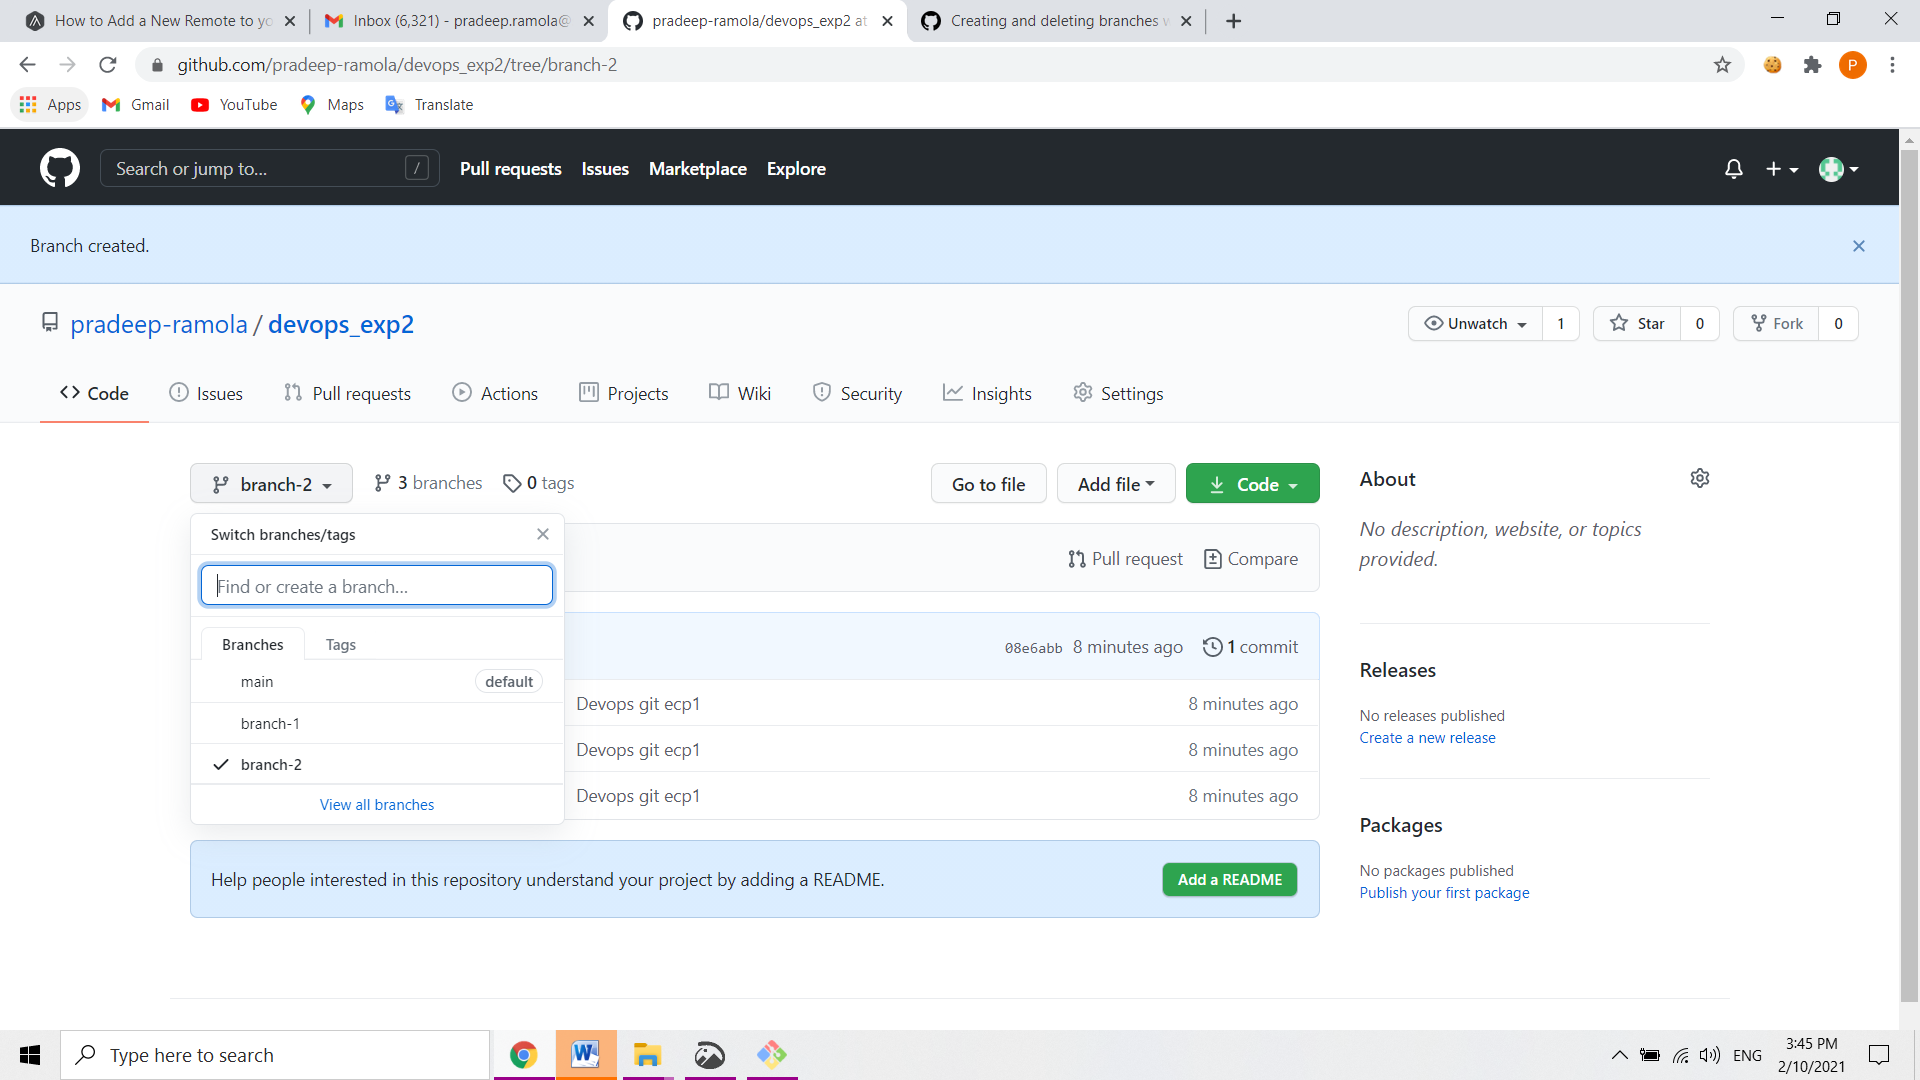 How to Add a New Remote to yo
Inbox (6,321) - pradeep.ramola@
pradeep-ramola/devops_exp2 at
Creating and deleting branches w
github.com/pradeep-ramola/devops_exp2/tree/branch-2
P
Apps
Gmail
YouTube
Maps
Translate
Search or jump to...
/
Pull requests
Issues
Marketplace
Explore
Branch created.
pradeep-ramola / devops_exp2
Unwatch
1
Star
0
Fork
0
Code
Issues
Pull requests
Actions
Projects
Wiki
Security
Insights
Settings
branch-2
3 branches
0 tags
Go to file
Add file
Code
Switch branches/tags
Find or create a branch...
Branches
Tags
main
default
branch-1
branch-2
View all branches
Pull request
Compare
08e6abb
8 minutes ago
1 commit
Devops git ecp1
8 minutes ago
Devops git ecp1
8 minutes ago
Devops git ecp1
8 minutes ago
Help people interested in this repository understand your project by adding a README.
Add a README
About
No description, website, or topics
provided.
Releases
No releases published
Create a new release
Packages
No packages published
Publish your first package
Type here to search
W
ENG
3:45 PM
2/10/2021